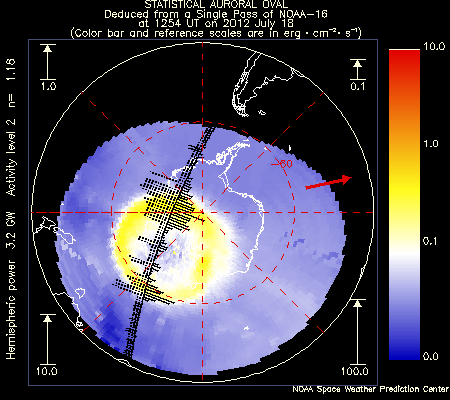 STATISTICAL AURORAL OVAL
Deduced from a Single Pass of NOAA-16
at 1254 UT on 2012 July 18
(Color bar and reference scales are in erg·cm⁻²·s⁻¹)
Hemispheric power 3.2 GW Activity level 2 n= 1.18
1.0
0.1
10.0
100.0
-60
10.0
1.0
0.1
0.0
NOAA Space Weather Prediction Center